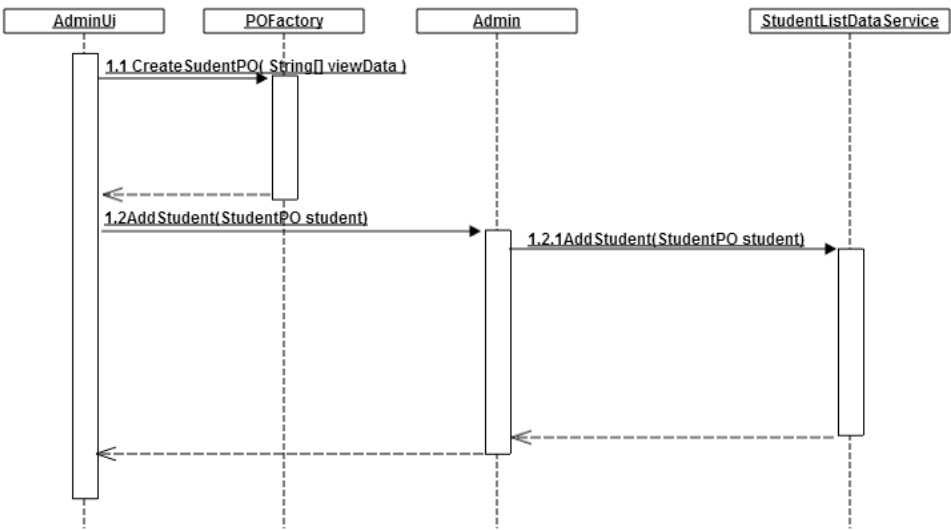 AdminUi
POFactory
Admin
StudentListDataService
1.1 CreateSudentPO( String[] viewData )
1.2AddStudent(StudentPO student)
1.2.1AddStudent(StudentPO student)